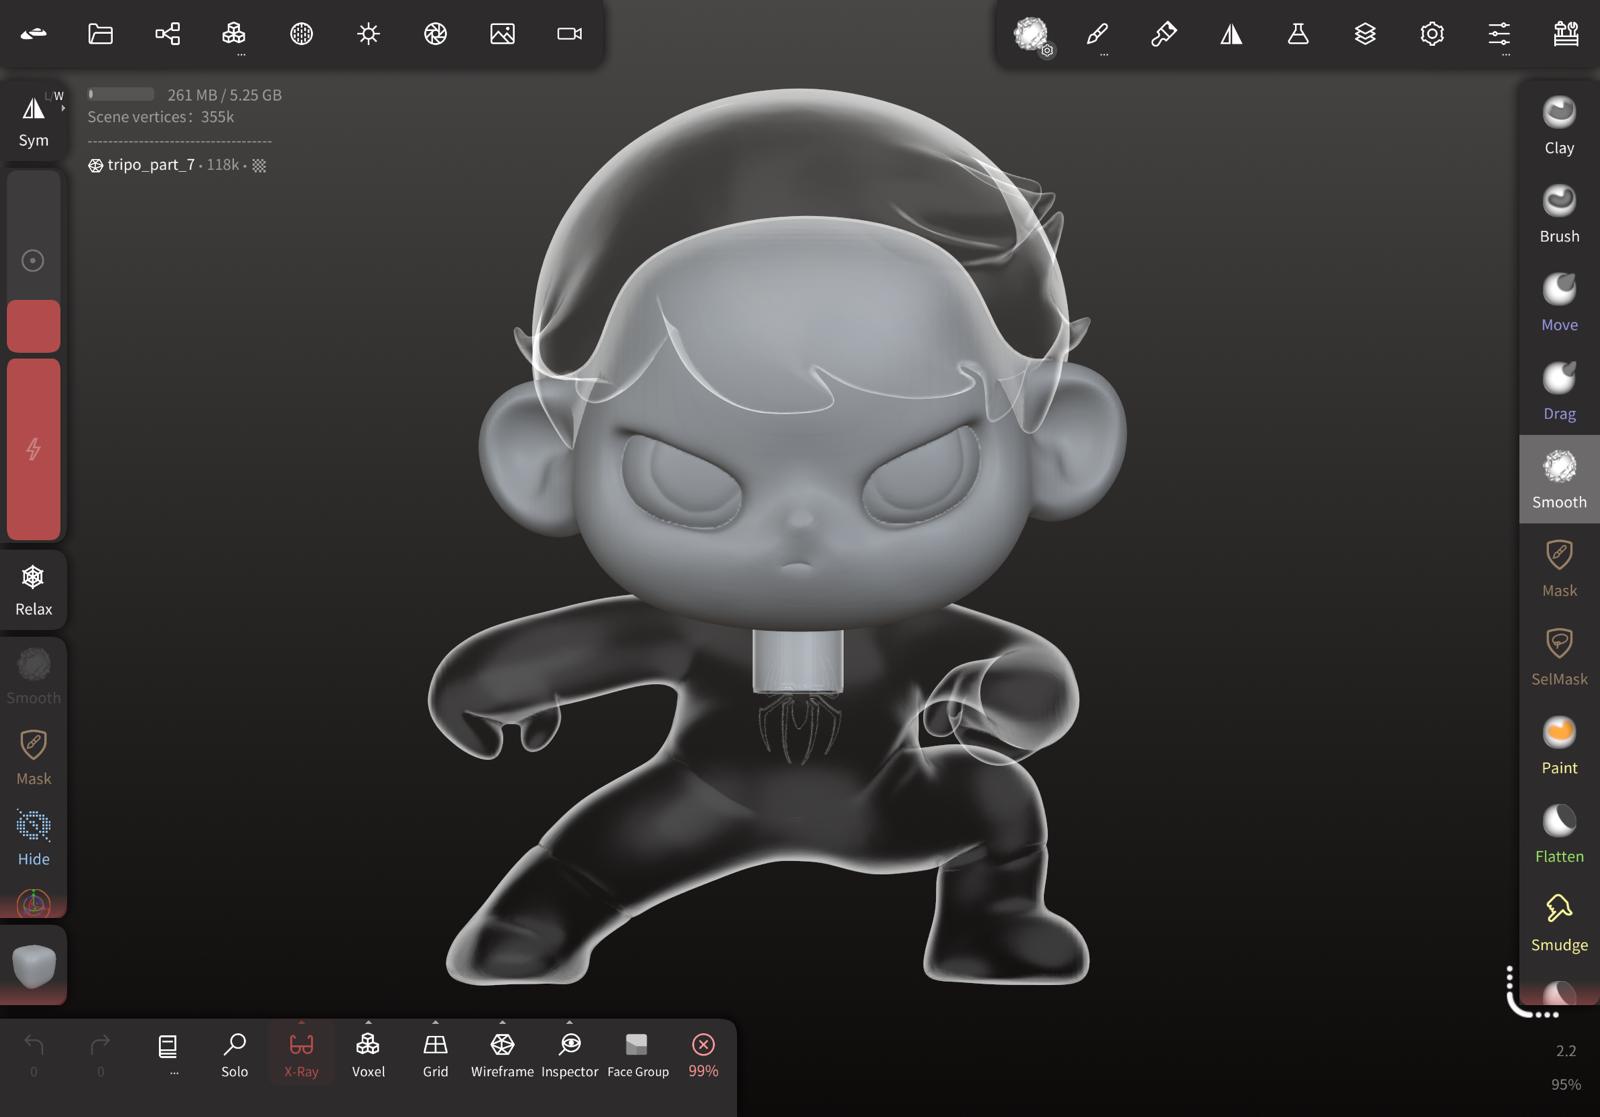 L/W
Sym
261 MB / 5.25 GB
Scene vertices: 355k
------------------------------------
tripo_part_7 • 118k •
Relax
Smooth
Mask
Hide
Clay
Brush
Move
Drag
Smooth
Mask
SelMask
Paint
Flatten
Smudge
0
0
...
Solo
X-Ray
Voxel
Grid
Wireframe
Inspector
Face Group
99%
2.2
95%